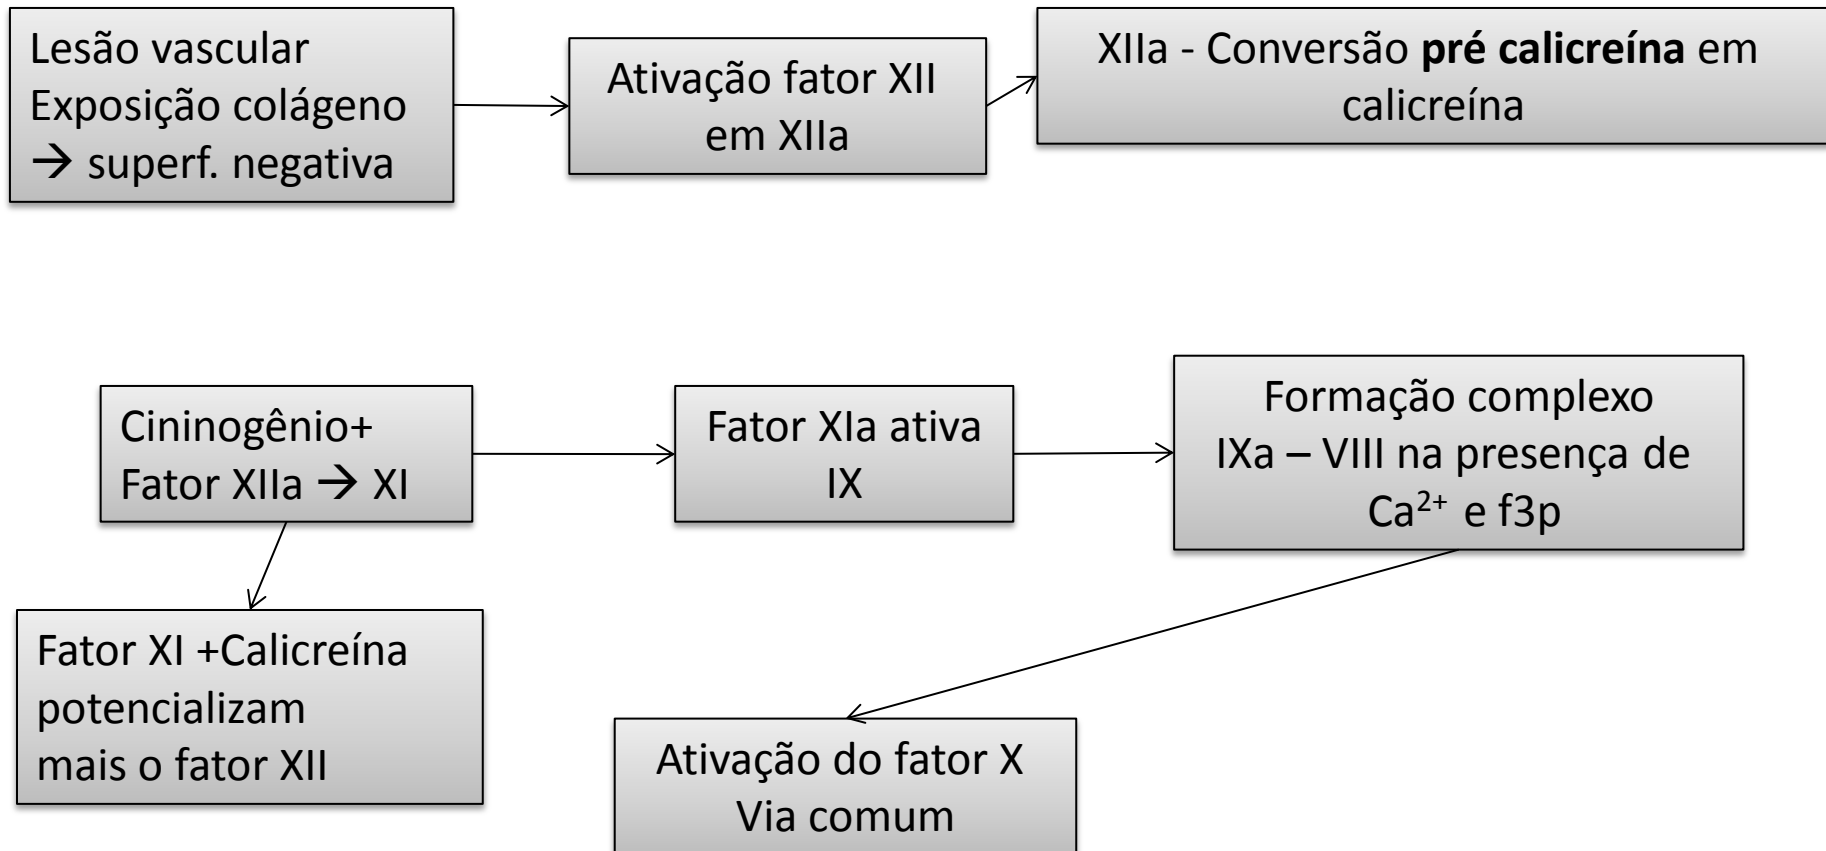 Lesão vascular
Exposição colágeno
→ superf. negativa
Ativação fator XII
em XIIa
XIIa - Conversão pré calicreína em
calicreína
Cininogênio+
Fator XIIa → XI
Fator XIa ativa
IX
Formação complexo
IXa – VIII na presença de
Ca²⁺ e f3p
Fator XI +Calicreína
potencializam
mais o fator XII
Ativação do fator X
Via comum